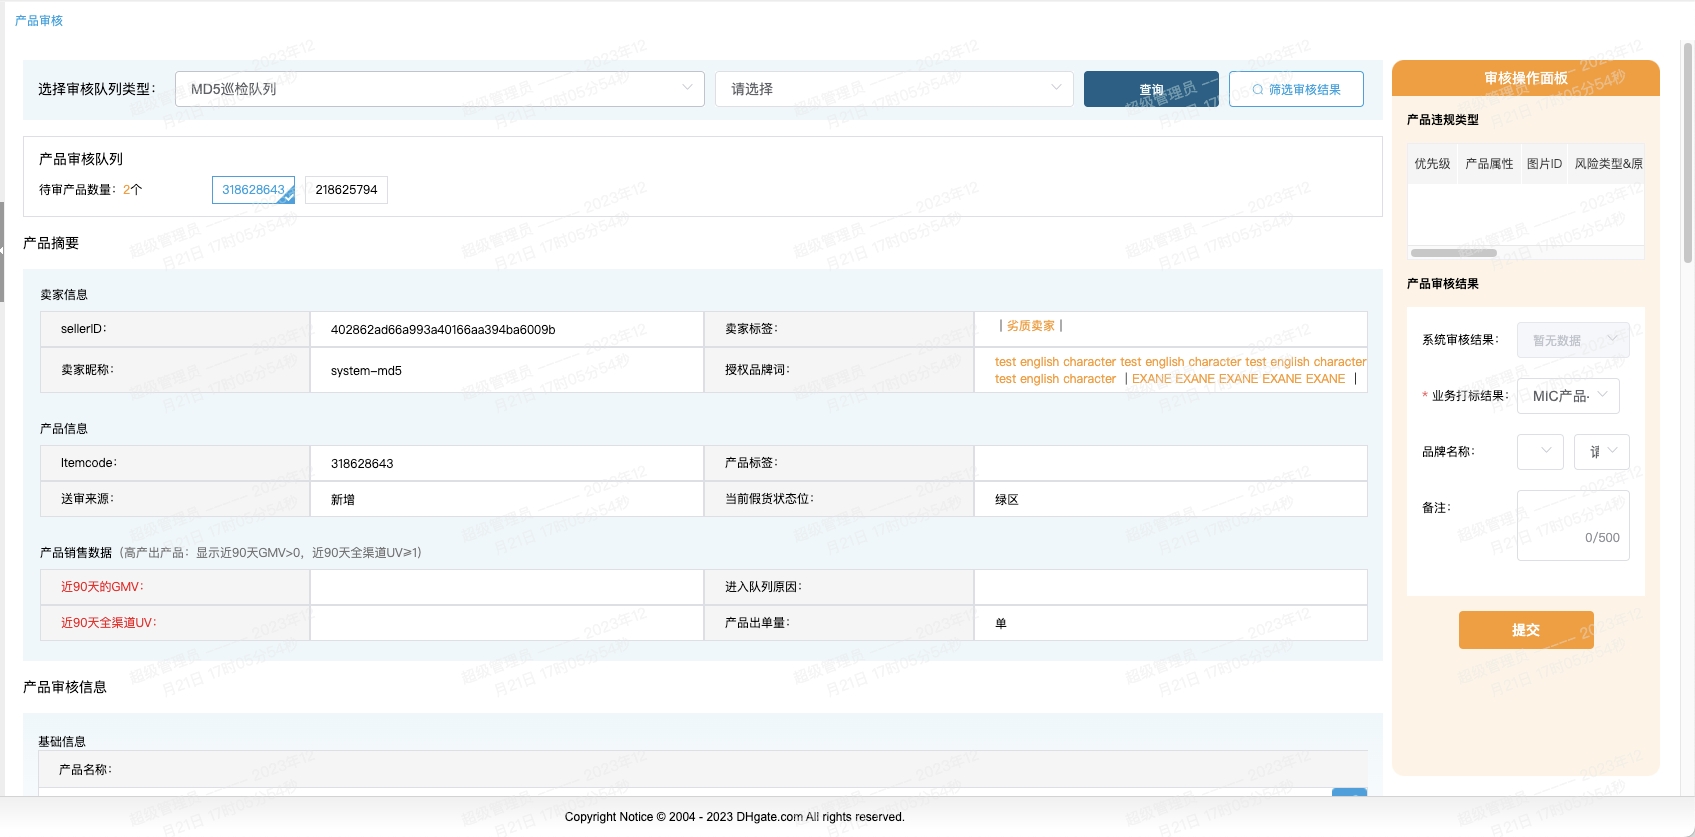 产品审核
选择审核队列类型： MD5巡检队列 请选择 查询 筛选审核结果
产品审核队列
待审产品数量：2个 318628643 218625794
产品摘要
卖家信息
sellerID： 402862ad66a993a40166aa394ba6009b 卖家标签： | 劣质卖家 |
卖家昵称： system-md5 授权品牌词： test english character test english character test english character
test english character | EXANE EXANE EXANE EXANE EXANE |
产品信息
Itemcode： 318628643 产品标签：
送审来源： 新增 当前假货状态位： 绿区
产品销售数据（高产出产品：显示近90天GMV>0，近90天全渠道UV≥1）
近90天的GMV： 进入队列原因：
近90天全渠道UV： 产品出单量： 单
产品审核信息
基础信息
产品名称：
审核操作面板
产品违规类型
优先级 产品属性 图片ID 风险类型&原
产品审核结果
系统审核结果： 暂无数据
* 业务打标结果： MIC产品-
品牌名称：
备注：
0/500
提交
Copyright Notice © 2004 - 2023 DHgate.com All rights reserved.
超级管理员 —— 2023年12
月21日 17时05分54秒